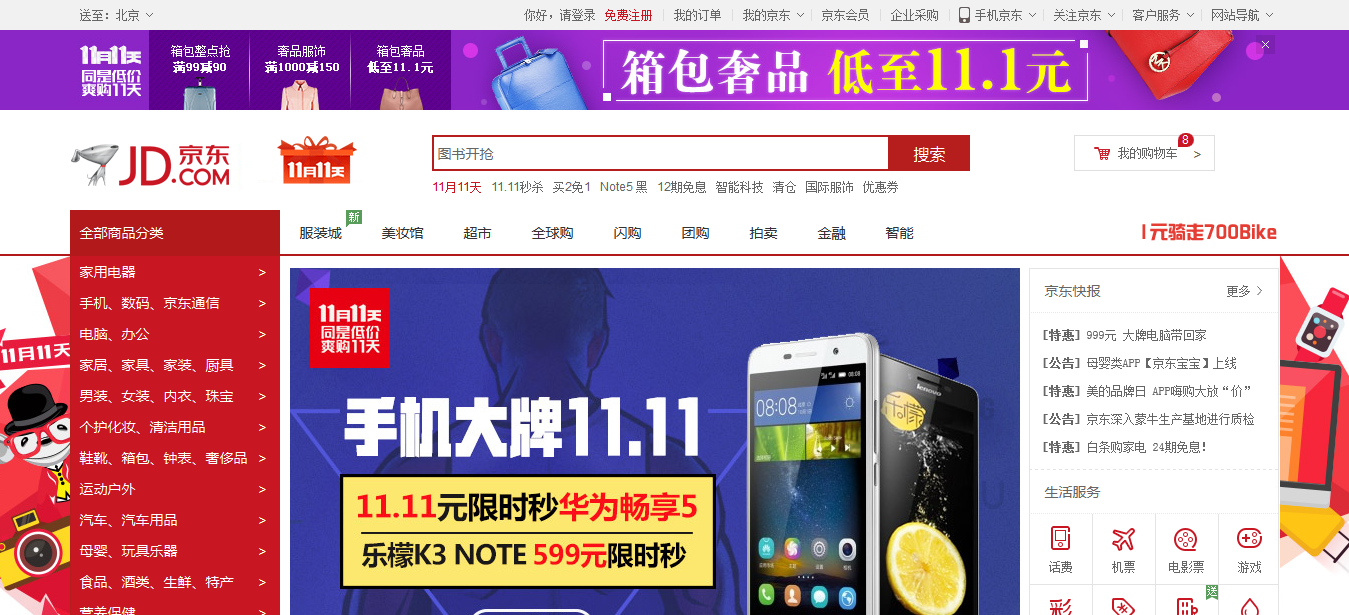 送至：北京
你好，请登录 免费注册 我的订单 我的京东 京东会员 企业采购 手机京东 关注京东 客户服务 网站导航
11月11天
同是低价
爽购11天
箱包整点抢
满99减90
奢品服饰
满1000减150
箱包奢品
低至11.1元
箱包奢品 低至11.1元
JD.COM 京东
11月11天
图书开抢
搜索
我的购物车 8 >
11月11天 11.11秒杀 买2免1 Note5 黑 12期免息 智能科技 清仓 国际服饰 优惠券
全部商品分类
服装城 新 美妆馆 超市 全球购 闪购 团购 拍卖 金融 智能
1元骑走700Bike
家用电器 >
手机、数码、京东通信 >
电脑、办公 >
家居、家具、家装、厨具 >
男装、女装、内衣、珠宝 >
个护化妆、清洁用品 >
鞋靴、箱包、钟表、奢侈品 >
运动户外 >
汽车、汽车用品 >
母婴、玩具乐器 >
食品、酒类、生鲜、特产 >
营养保健 >
11月11天
11月11天
同是低价
爽购11天
手机大牌11.11
11.11元限时秒华为畅享5
乐檬K3 NOTE 599元限时秒
08:08
08:08
lenovo
乐檬
京东快报
更多 >
[特惠] 999元 大牌电脑带回家
[公告] 母婴类APP【京东宝宝】上线
[特惠] 美的品牌日 APP嗨购大放“价”
[公告] 京东深入蒙牛生产基地进行质检
[特惠] 白条购家电 24期免息！
生活服务
话费 机票 电影票 游戏
彩 送